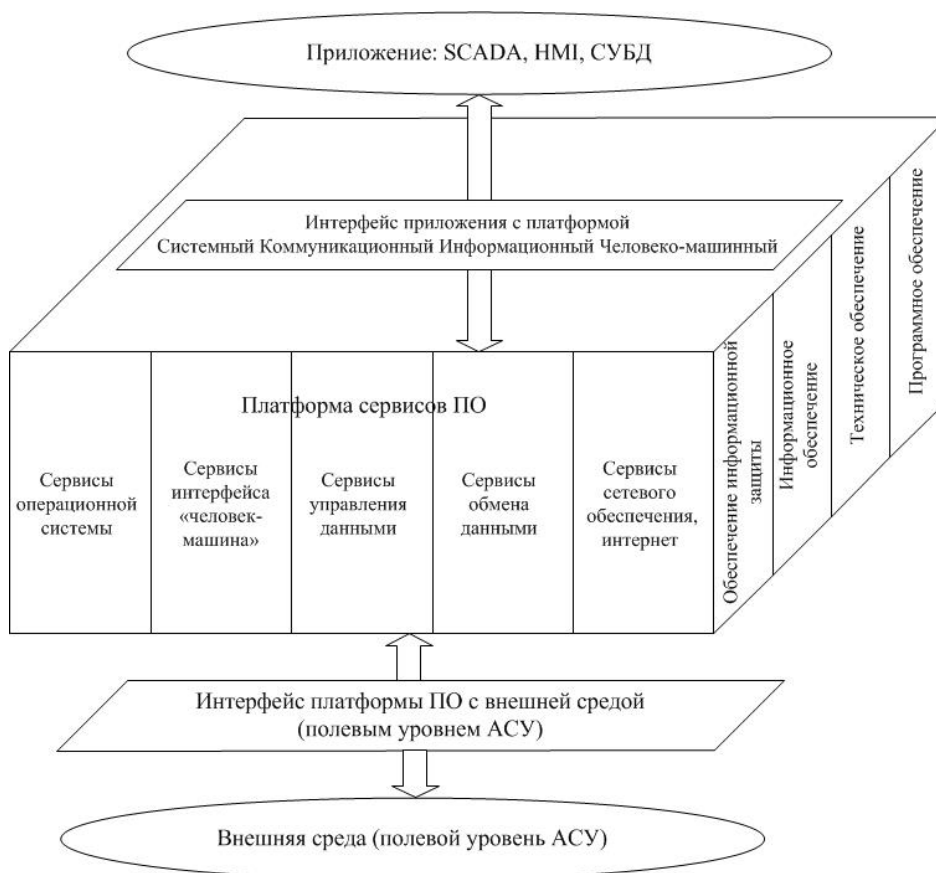 Приложение: SCADA, HMI, СУБД
Интерфейс приложения с платформой
Системный Коммуникационный Информационный Человеко-машинный
Платформа сервисов ПО
Сервисы
операционной
системы
Сервисы
интерфейса
«человек-
машина»
Сервисы
управления
данными
Сервисы
обмена
данными
Сервисы
сетевого
обеспечения,
интернет
Обеспечение информационной
защиты
Информационное
обеспечение
Техническое обеспечение
Программное обеспечение
Интерфейс платформы ПО с внешней средой
(полевым уровнем АСУ)
Внешняя среда (полевой уровень АСУ)